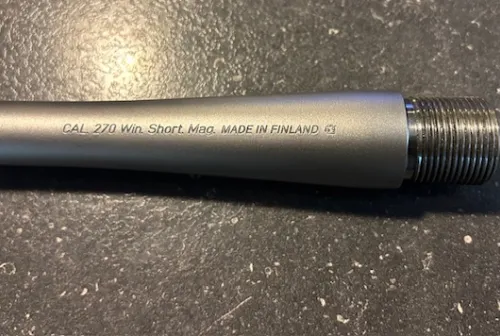 CAL. 270 Win. Short. Mag. MADE IN FINLAND